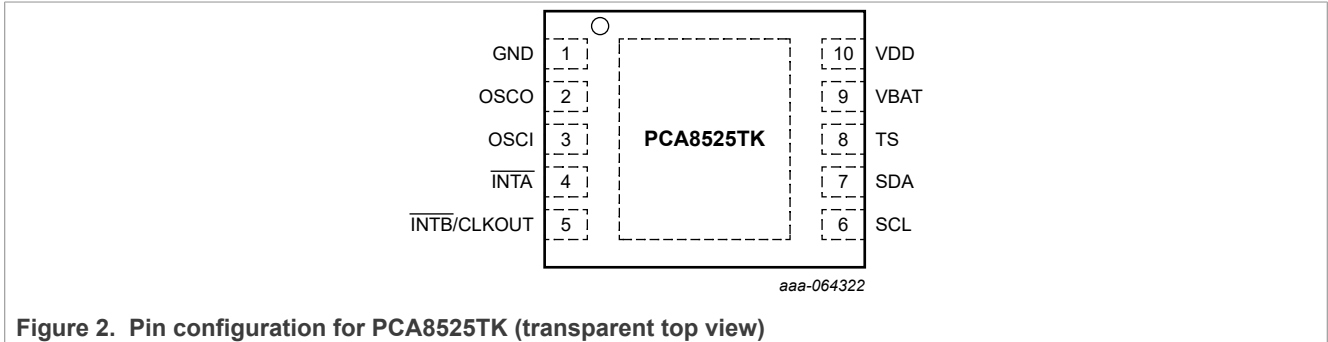 GND 1 10 VDD
OSCO 2 9 VBAT
OSCI 3 PCA8525TK 8 TS
INTA 4 7 SDA
INTB/CLKOUT 5 6 SCL
aaa-064322
Figure 2. Pin configuration for PCA8525TK (transparent top view)